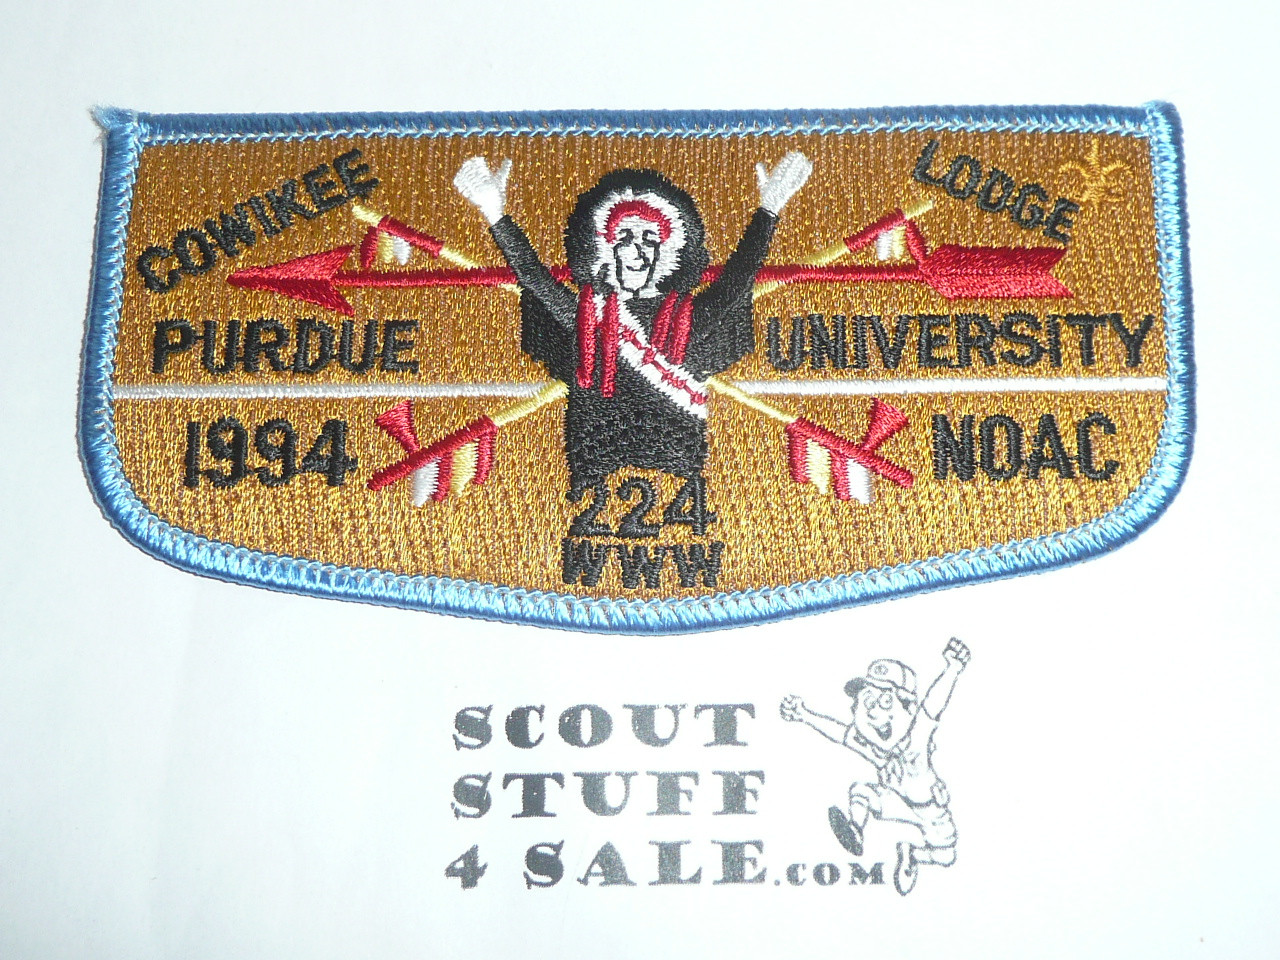 COWIKEE LODGE
PURDUE UNIVERSITY
1994 NOAC
224
WWW
SCOUT
STUFF
4 SALE.COM